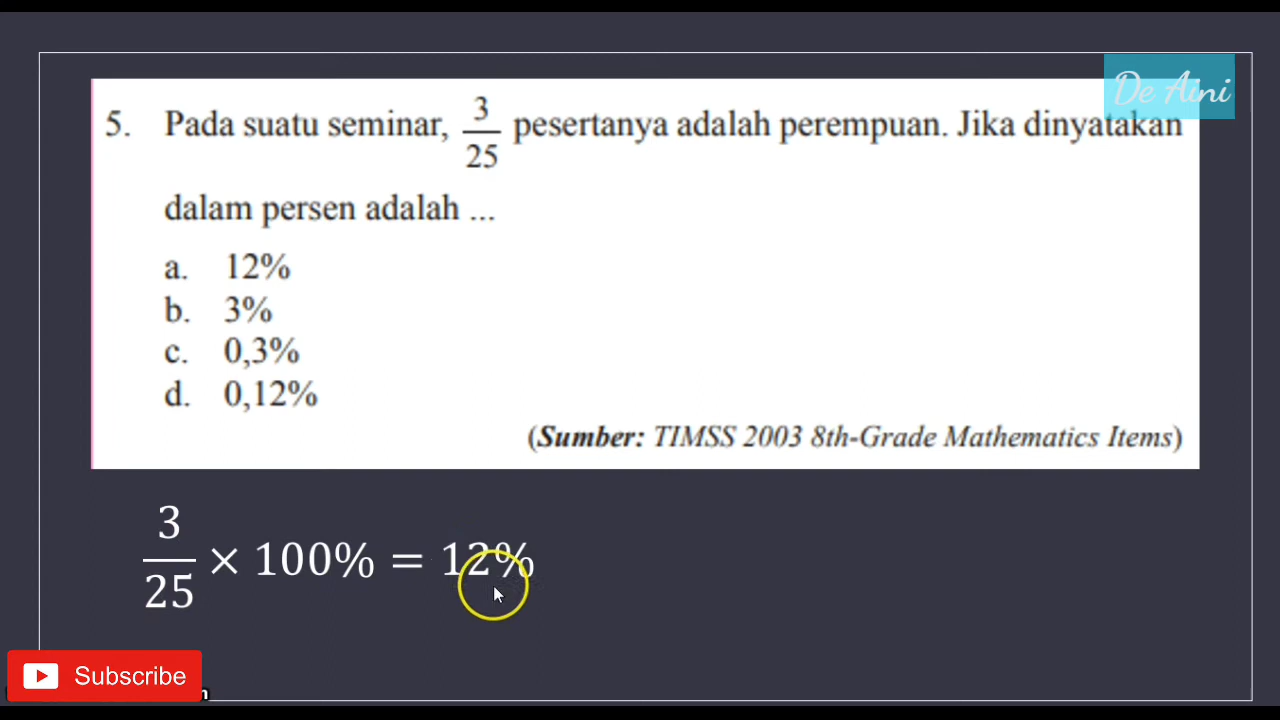 De Aini
5. Pada suatu seminar, 3/25 pesertanya adalah perempuan. Jika dinyatakan
dalam persen adalah ...
a. 12%
b. 3%
c. 0,3%
d. 0,12%
(Sumber: TIMSS 2003 8th-Grade Mathematics Items)
3/25 × 100% = 12%
Subscribe